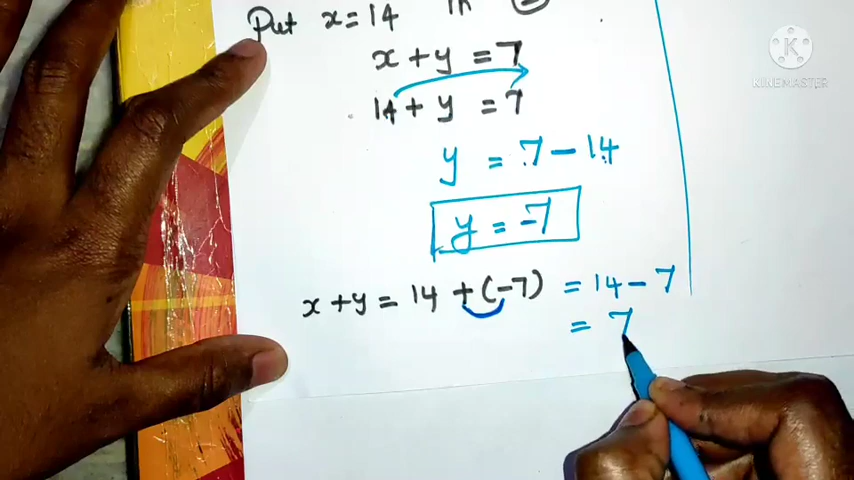 Put x=14 in
x + y = 7
14 + y = 7
y = 7 - 14
y = -7
x + y = 14 + (-7) = 14 - 7
= 7
KINEMASTER